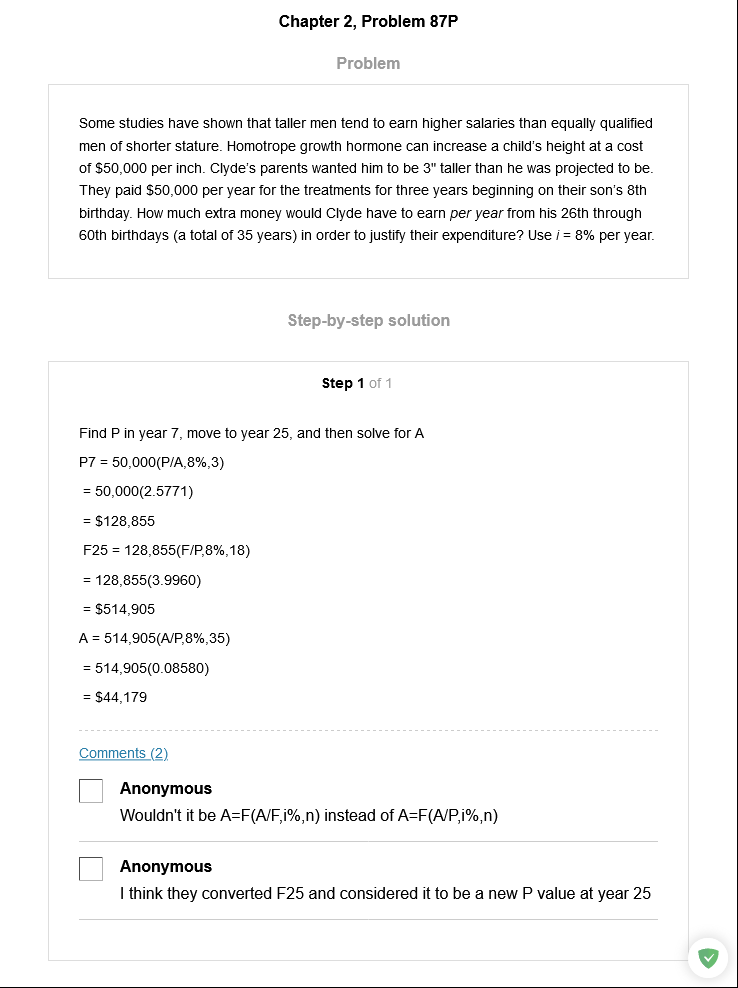 Chapter 2, Problem 87P
Problem
Some studies have shown that taller men tend to earn higher salaries than equally qualified
men of shorter stature. Homotrope growth hormone can increase a child's height at a cost
of $50,000 per inch. Clyde's parents wanted him to be 3" taller than he was projected to be.
They paid $50,000 per year for the treatments for three years beginning on their son's 8th
birthday. How much extra money would Clyde have to earn per year from his 26th through
60th birthdays (a total of 35 years) in order to justify their expenditure? Use i = 8% per year.
Step-by-step solution
Step 1 of 1
Find P in year 7, move to year 25, and then solve for A
P7 = 50,000(P/A,8%,3)
= 50,000(2.5771)
= $128,855
F25 = 128,855(F/P,8%,18)
= 128,855(3.9960)
= $514,905
A = 514,905(A/P,8%,35)
= 514,905(0.08580)
= $44,179
Comments (2)
Anonymous
Wouldn't it be A=F(A/F,i%,n) instead of A=F(A/P,i%,n)
Anonymous
I think they converted F25 and considered it to be a new P value at year 25